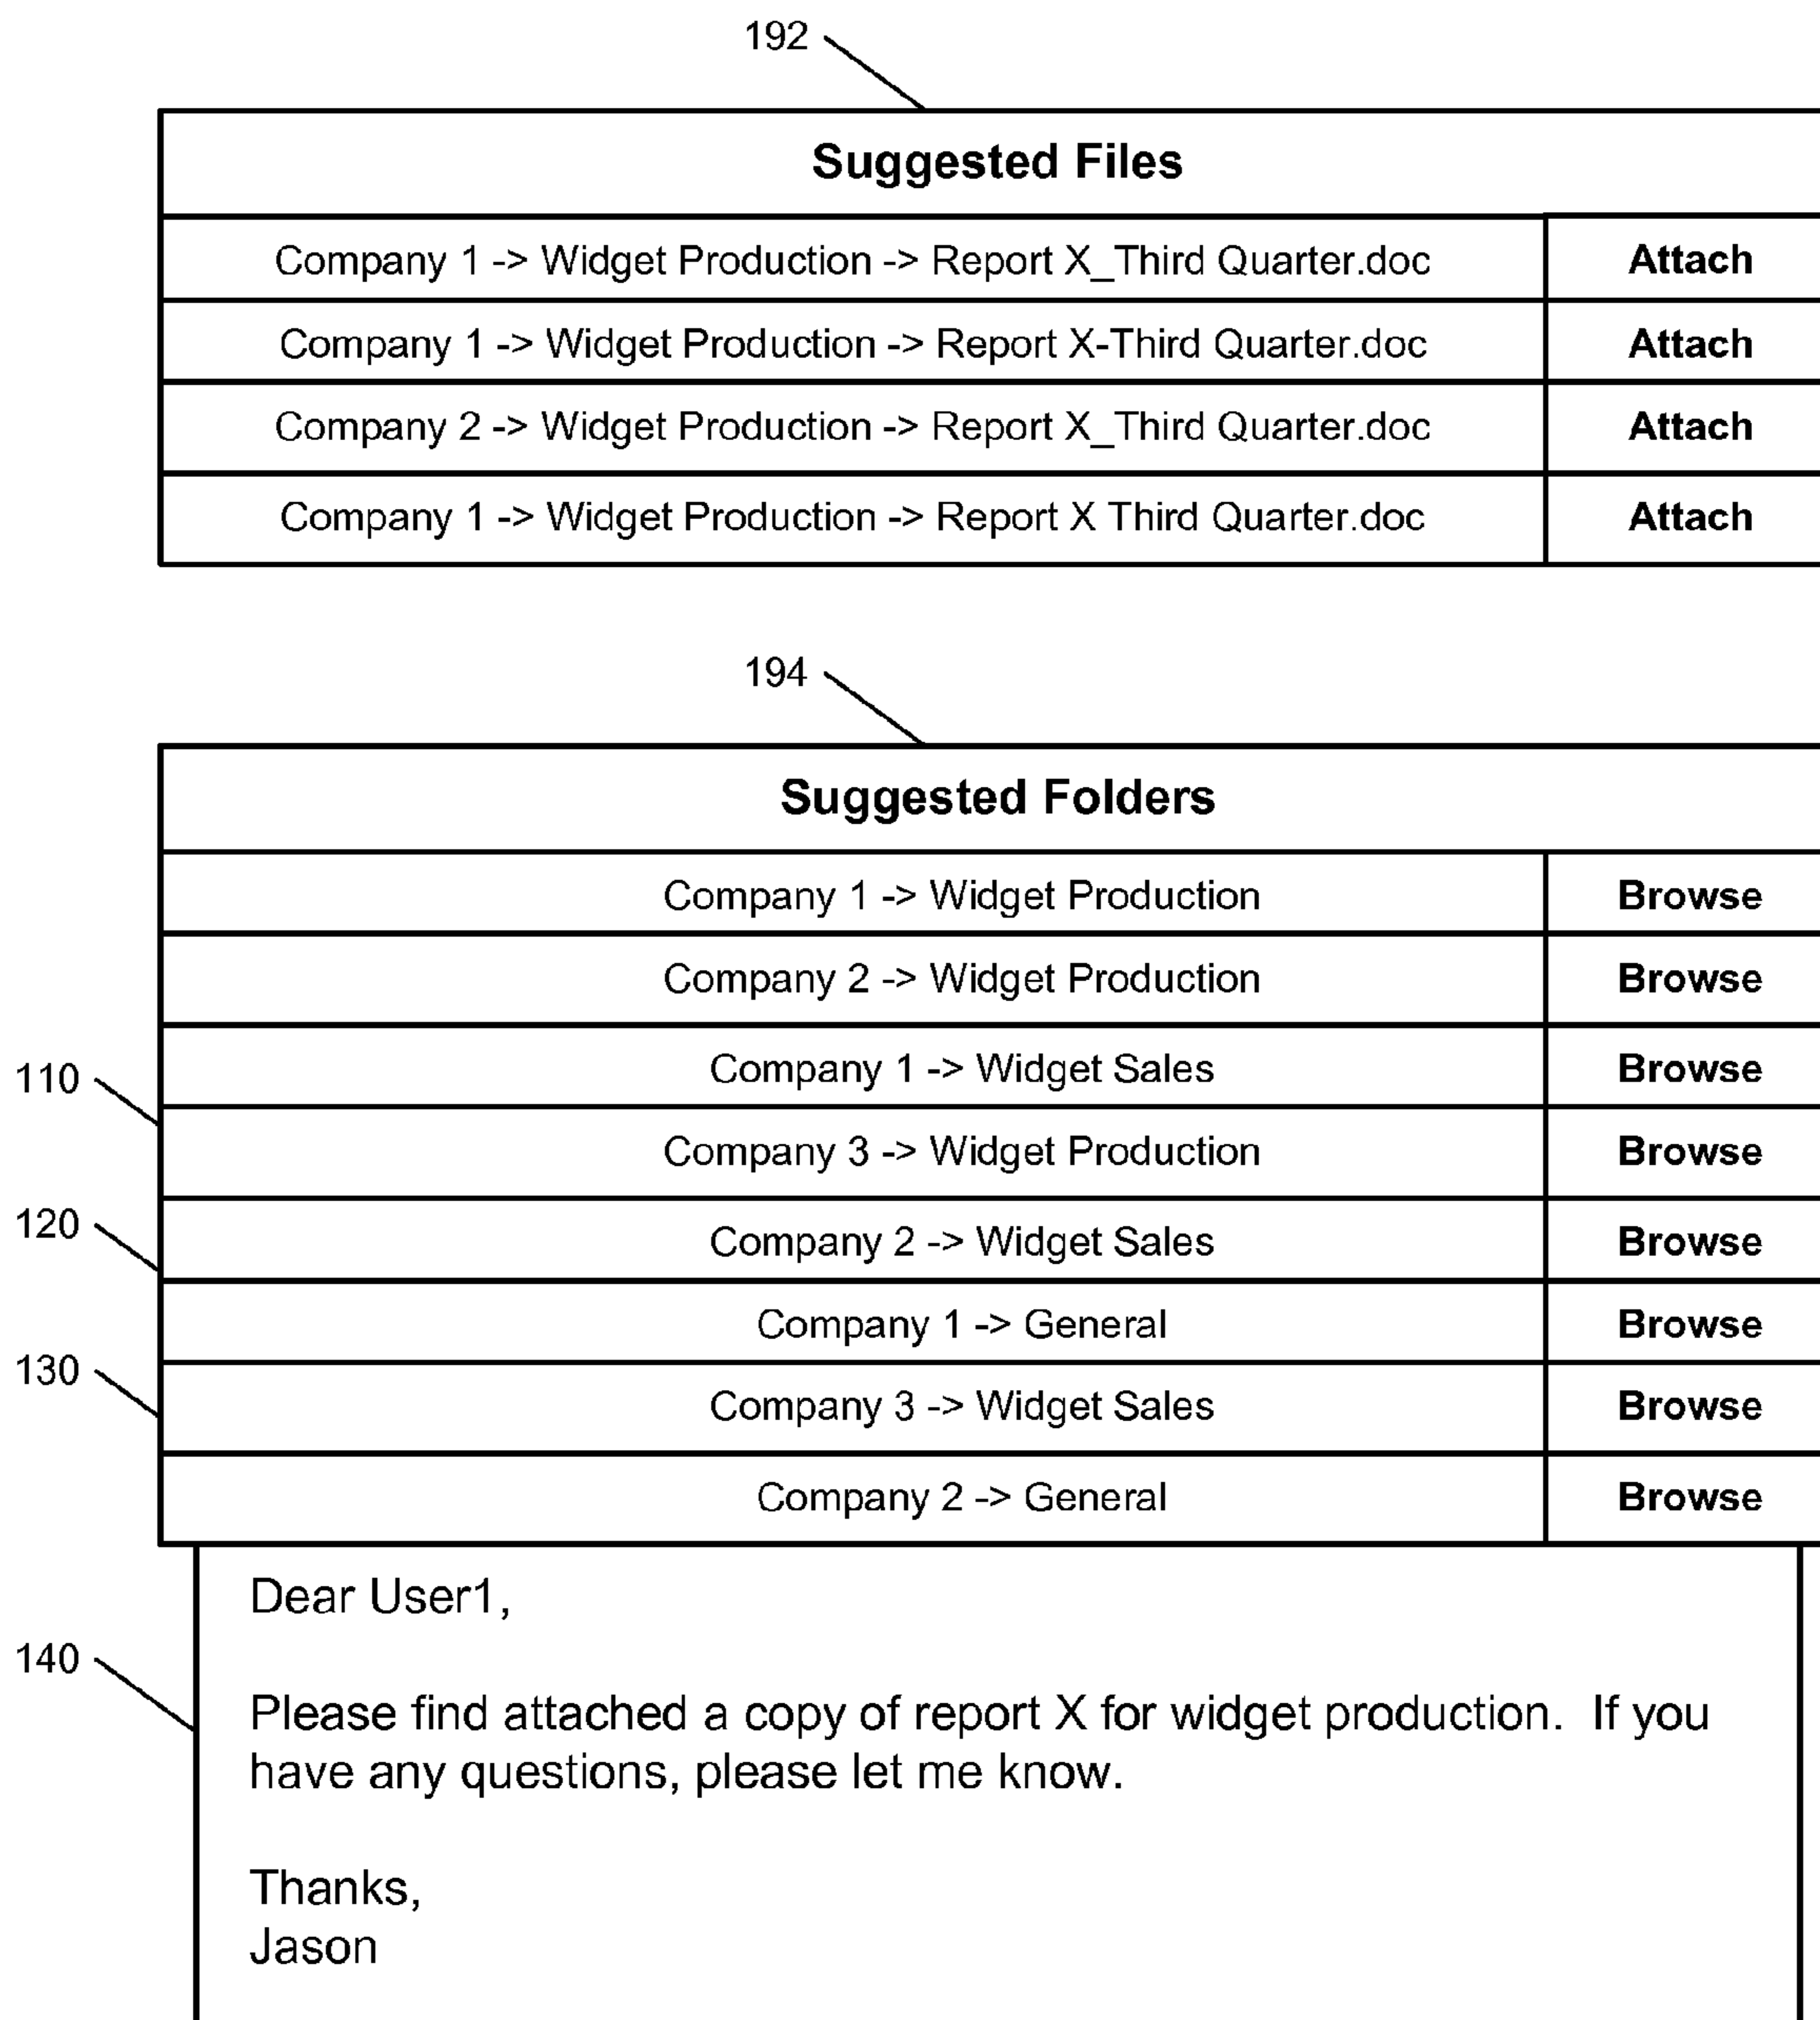 192
Suggested Files
Company 1 -> Widget Production -> Report X_Third Quarter.doc Attach
Company 1 -> Widget Production -> Report X-Third Quarter.doc Attach
Company 2 -> Widget Production -> Report X_Third Quarter.doc Attach
Company 1 -> Widget Production -> Report X Third Quarter.doc Attach
194
Suggested Folders
Company 1 -> Widget Production Browse
Company 2 -> Widget Production Browse
110
Company 1 -> Widget Sales Browse
Company 3 -> Widget Production Browse
120
Company 2 -> Widget Sales Browse
Company 1 -> General Browse
130
Company 3 -> Widget Sales Browse
Company 2 -> General Browse
Dear User1,
140
Please find attached a copy of report X for widget production.  If you
have any questions, please let me know.
Thanks,
Jason